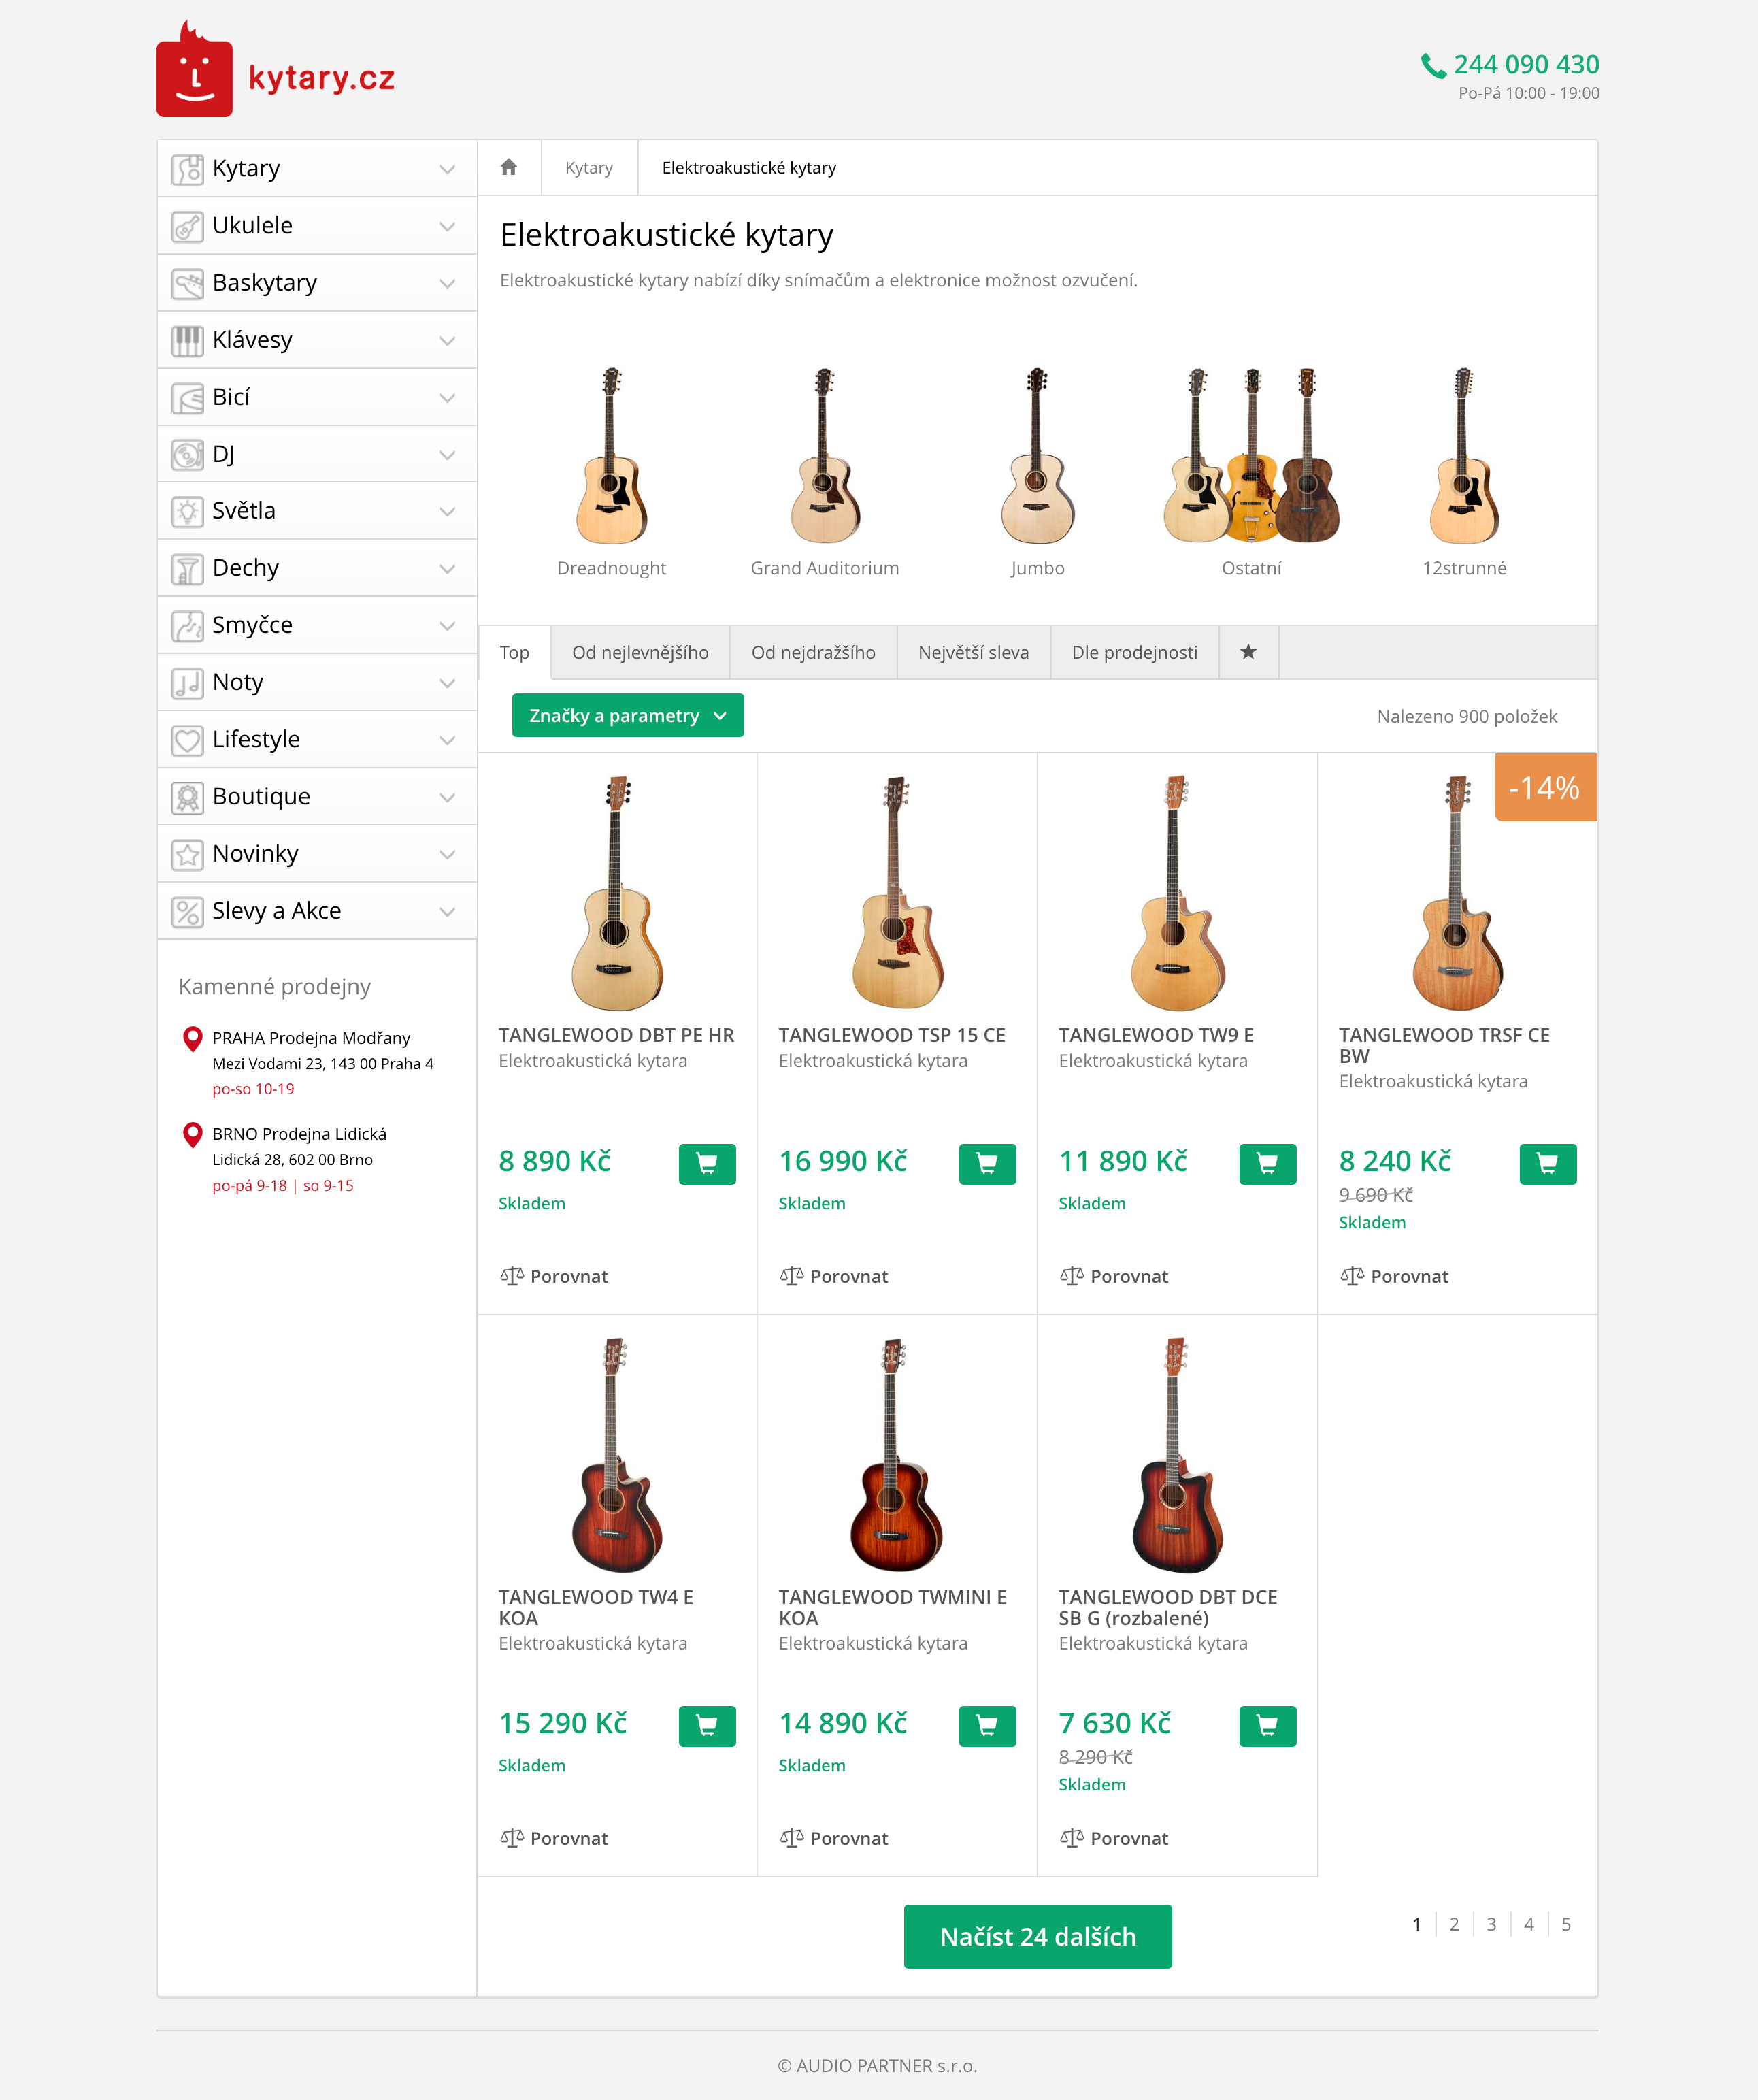 kytary.cz
244 090 430
Po-Pá 10:00 - 19:00
Kytary
Ukulele
Baskytary
Klávesy
Bicí
DJ
Světla
Dechy
Smyčce
Noty
Lifestyle
Boutique
Novinky
Slevy a Akce
Kamenné prodejny
PRAHA Prodejna Modřany
Mezi Vodami 23, 143 00 Praha 4
po-so 10-19
BRNO Prodejna Lidická
Lidická 28, 602 00 Brno
po-pá 9-18 | so 9-15
Kytary Elektroakustické kytary
Elektroakustické kytary
Elektroakustické kytary nabízí díky snímačům a elektronice možnost ozvučení.
Dreadnought Grand Auditorium Jumbo Ostatní 12strunné
Top Od nejlevnějšího Od nejdražšího Největší sleva Dle prodejnosti
Značky a parametry Nalezeno 900 položek
TANGLEWOOD DBT PE HR
Elektroakustická kytara
8 890 Kč
Skladem
Porovnat
TANGLEWOOD TSP 15 CE
Elektroakustická kytara
16 990 Kč
Skladem
Porovnat
TANGLEWOOD TW9 E
Elektroakustická kytara
11 890 Kč
Skladem
Porovnat
-14%
TANGLEWOOD TRSF CE
BW
Elektroakustická kytara
8 240 Kč
9 690 Kč
Skladem
Porovnat
TANGLEWOOD TW4 E
KOA
Elektroakustická kytara
15 290 Kč
Skladem
Porovnat
TANGLEWOOD TWMINI E
KOA
Elektroakustická kytara
14 890 Kč
Skladem
Porovnat
TANGLEWOOD DBT DCE
SB G (rozbalené)
Elektroakustická kytara
7 630 Kč
8 290 Kč
Skladem
Porovnat
Načíst 24 dalších
1 2 3 4 5
© AUDIO PARTNER s.r.o.